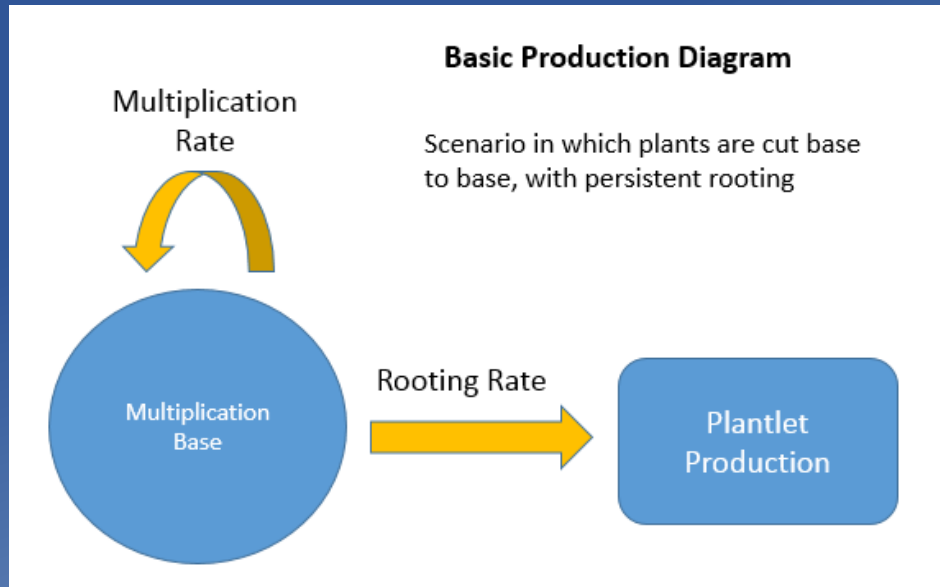 Basic Production Diagram
Multiplication
Rate
Scenario in which plants are cut base
to base, with persistent rooting
Multiplication
Base
Rooting Rate
Plantlet
Production